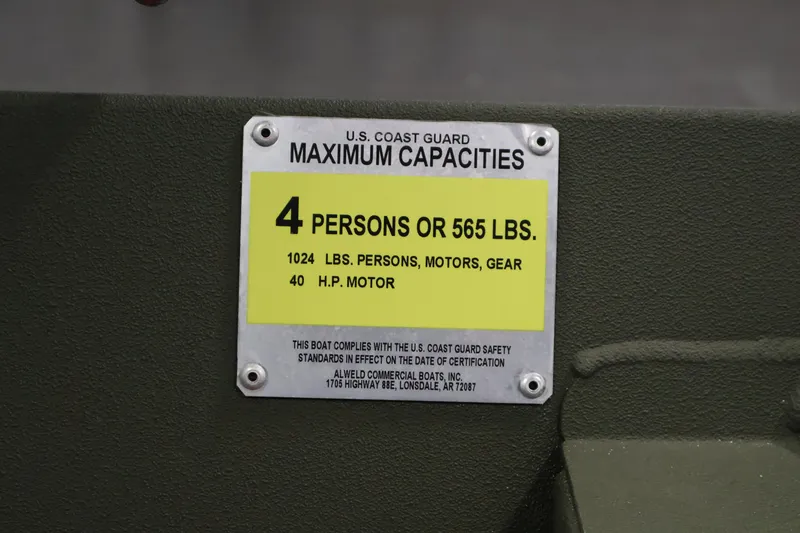 U.S. COAST GUARD
MAXIMUM CAPACITIES
4 PERSONS OR 565 LBS.
1024 LBS. PERSONS, MOTORS, GEAR
40 H.P. MOTOR
THIS BOAT COMPLIES WITH THE U.S. COAST GUARD SAFETY
STANDARDS IN EFFECT ON THE DATE OF CERTIFICATION
ALWELD COMMERCIAL BOATS, INC.
1705 HIGHWAY 88E, LONSDALE, AR 72087